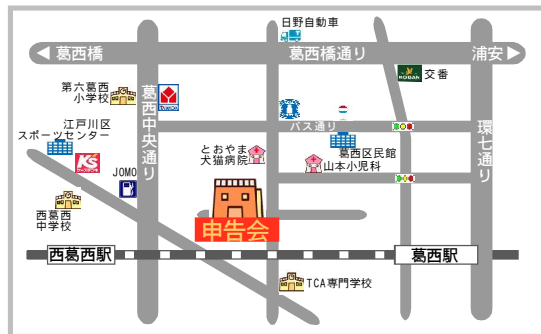 日野自動車
葛西橋
葛西橋通り
浦安
交番
KOBAN
第六葛西
小学校
YAMADA
葛西中央通り
江戸川区
スポーツセンター
K's
バス通り
とおやま
犬猫病院
葛西区民館
山本小児科
環七通り
JOMO
西葛西
中学校
申告会
西葛西駅
葛西駅
TCA専門学校